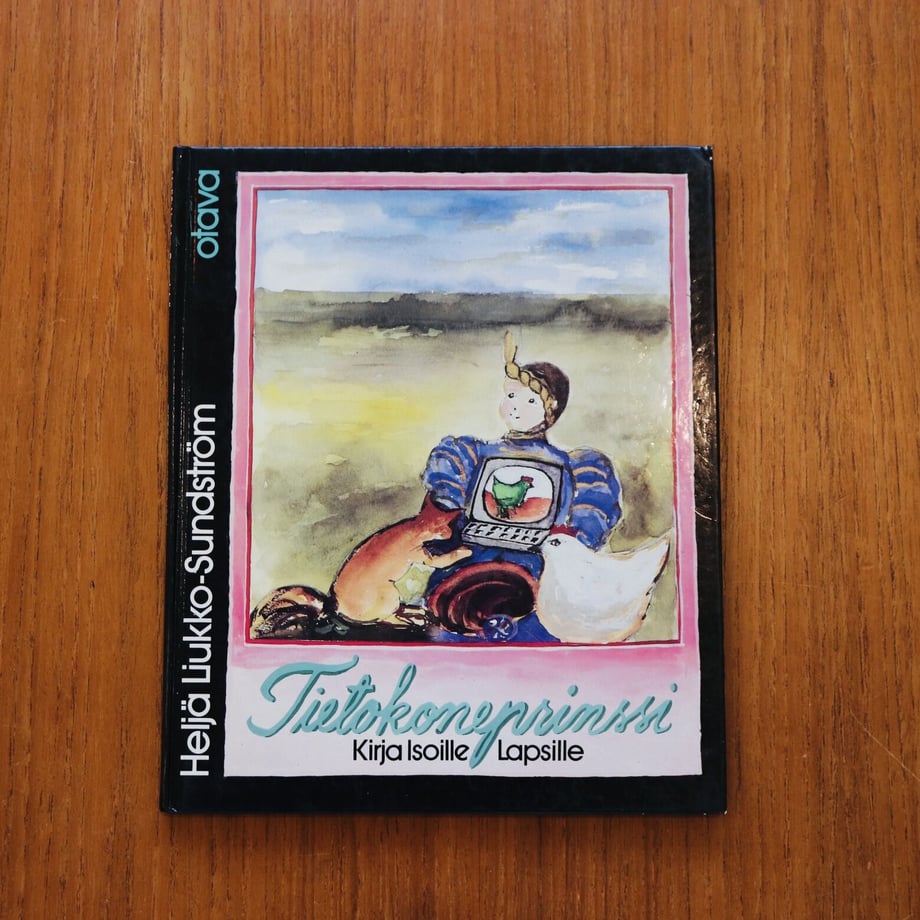 otava
Heljä Liukko-Sundström
Tietokoneprinssi
Kirja Isoille Lapsille